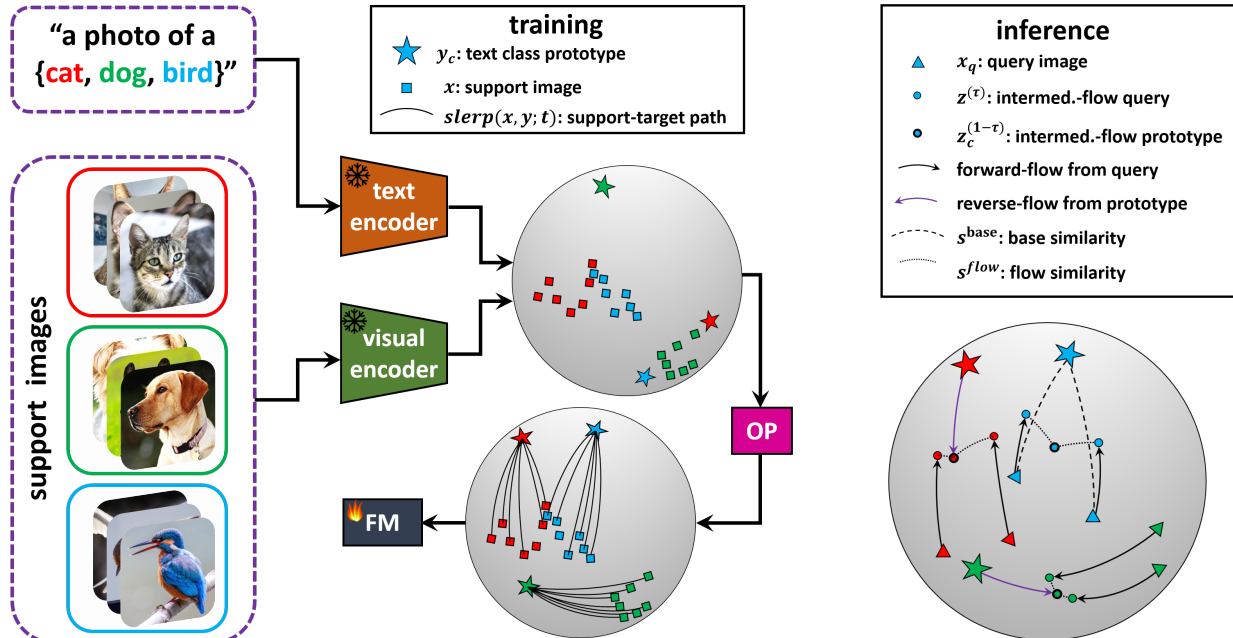 “a photo of a
{cat, dog, bird}”
support images
training
y_c: text class prototype
x: support image
slerp(x, y; t): support-target path
text
encoder
visual
encoder
OP
FM
inference
x_q: query image
z^(τ): intermed.-flow query
z_c^(1−τ): intermed.-flow prototype
forward-flow from query
reverse-flow from prototype
s^base: base similarity
s^flow: flow similarity